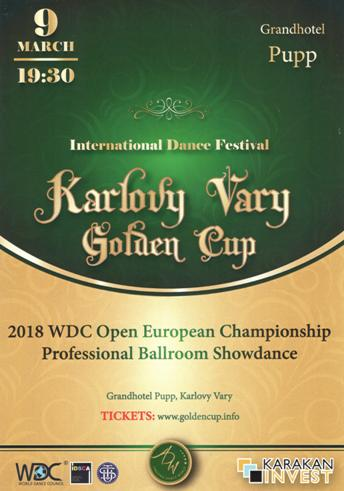 9
MARCH
19:30
Grandhotel
Pupp
International Dance Festival
Karlovy Vary
Golden Cup
2018 WDC Open European Championship
Professional Ballroom Showdance
Grandhotel Pupp, Karlovy Vary
TICKETS: www.goldencup.info
WDC
WORLD DANCE COUNCIL
IDSCA
KARAKAN
INVEST